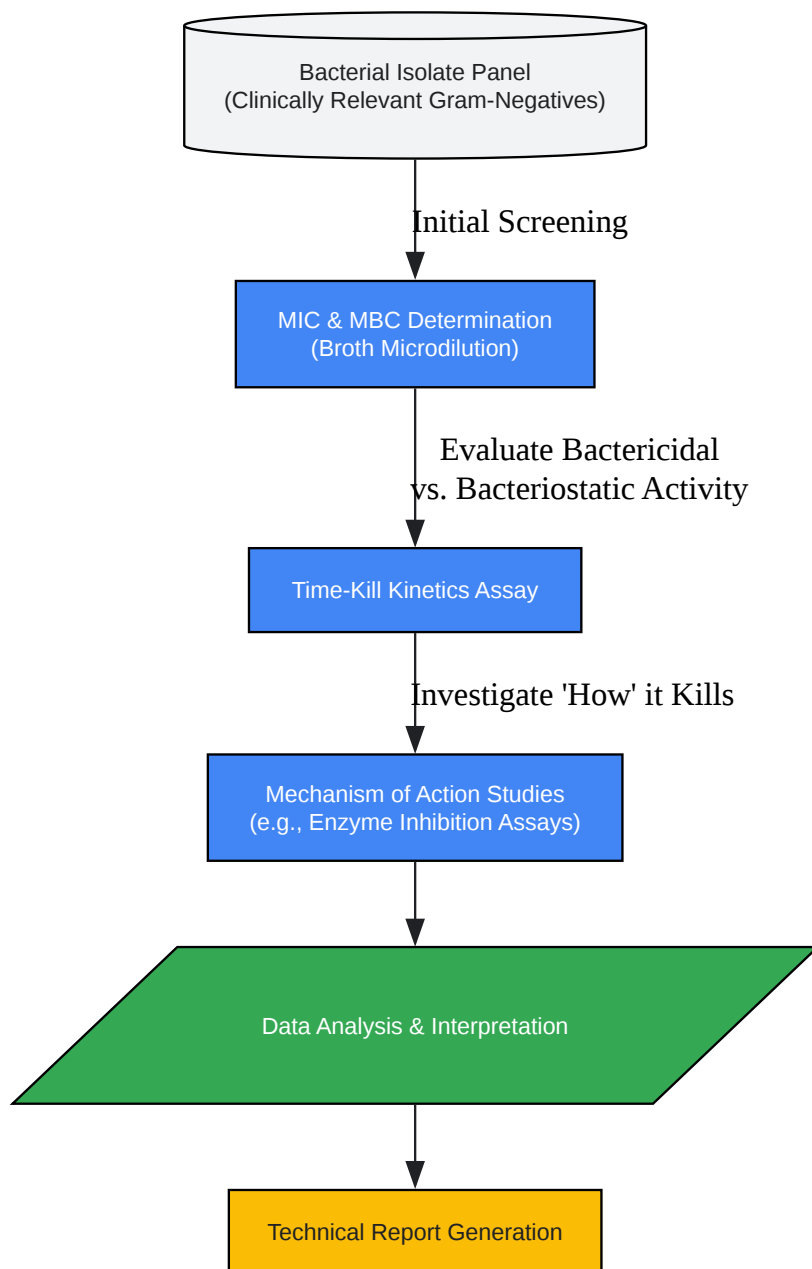 Bacterial Isolate Panel
(Clinically Relevant Gram-Negatives)
Initial Screening
MIC & MBC Determination
(Broth Microdilution)
Evaluate Bactericidal
vs. Bacteriostatic Activity
Time-Kill Kinetics Assay
Investigate 'How' it Kills
Mechanism of Action Studies
(e.g., Enzyme Inhibition Assays)
Data Analysis & Interpretation
Technical Report Generation